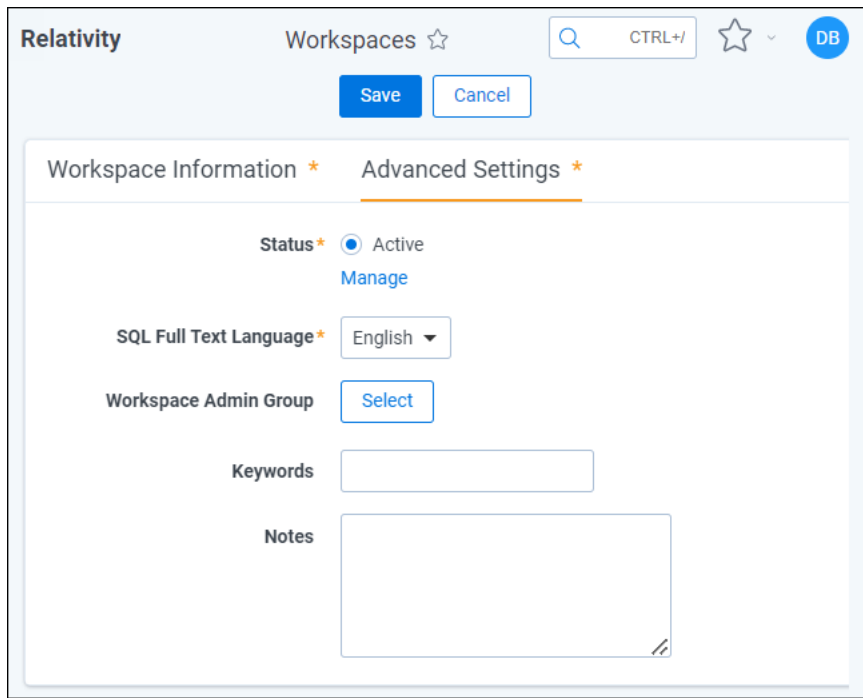 Relativity Workspaces CTRL+/ DB
Save Cancel
Workspace Information * Advanced Settings *
Status* Active
Manage
SQL Full Text Language* English
Workspace Admin Group Select
Keywords
Notes